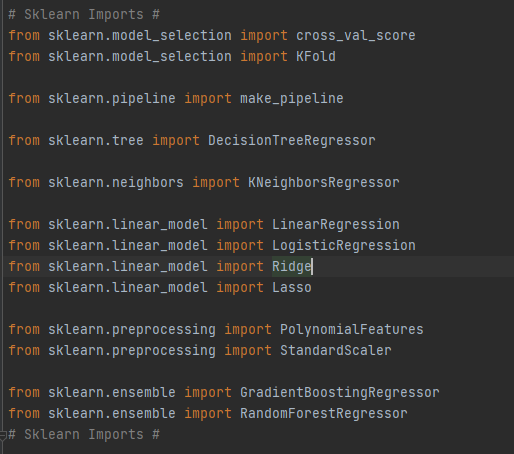 # Sklearn Imports #
from sklearn.model_selection import cross_val_score
from sklearn.model_selection import KFold
from sklearn.pipeline import make_pipeline
from sklearn.tree import DecisionTreeRegressor
from sklearn.neighbors import KNeighborsRegressor
from sklearn.linear_model import LinearRegression
from sklearn.linear_model import LogisticRegression
from sklearn.linear_model import Ridge
from sklearn.linear_model import Lasso
from sklearn.preprocessing import PolynomialFeatures
from sklearn.preprocessing import StandardScaler
from sklearn.ensemble import GradientBoostingRegressor
from sklearn.ensemble import RandomForestRegressor
# Sklearn Imports #